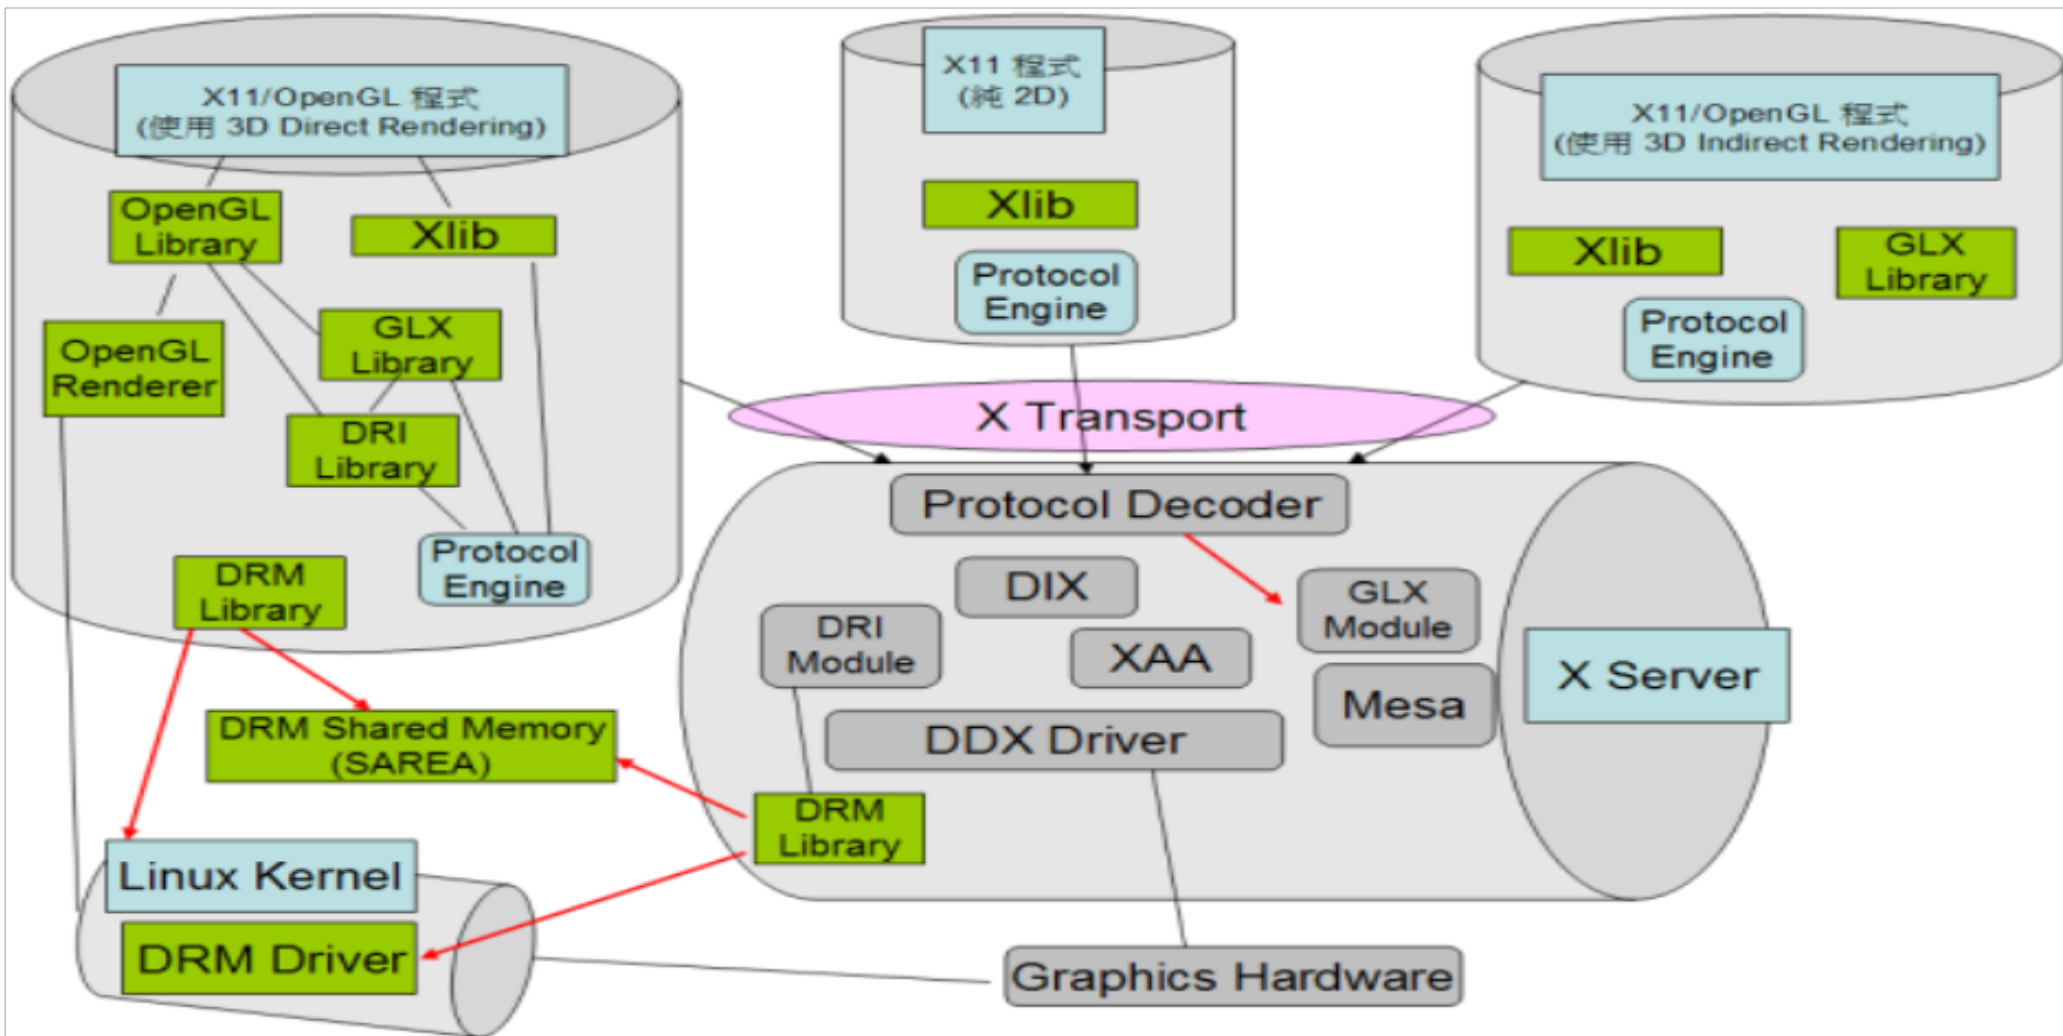 X11/OpenGL 程式
(使用 3D Direct Rendering)
OpenGL
Library
Xlib
OpenGL
Renderer
GLX
Library
DRI
Library
Protocol
Engine
DRM
Library
X11 程式
(純 2D)
Xlib
Protocol
Engine
X11/OpenGL 程式
(使用 3D Indirect Rendering)
Xlib
GLX
Library
Protocol
Engine
X Transport
Protocol Decoder
DIX
GLX
Module
DRI
Module
XAA
Mesa
X Server
DDX Driver
DRM
Library
DRM Shared Memory
(SAREA)
Linux Kernel
DRM Driver
Graphics Hardware